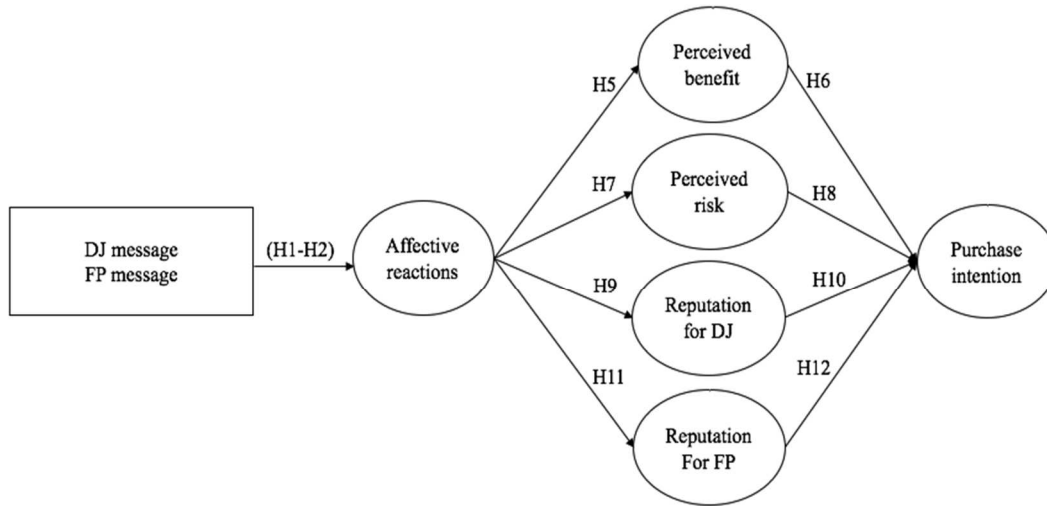 DJ message
FP message
(H1-H2)
Affective
reactions
H5
H7
H9
H11
Perceived
benefit
Perceived
risk
Reputation
for DJ
Reputation
For FP
H6
H8
H10
H12
Purchase
intention